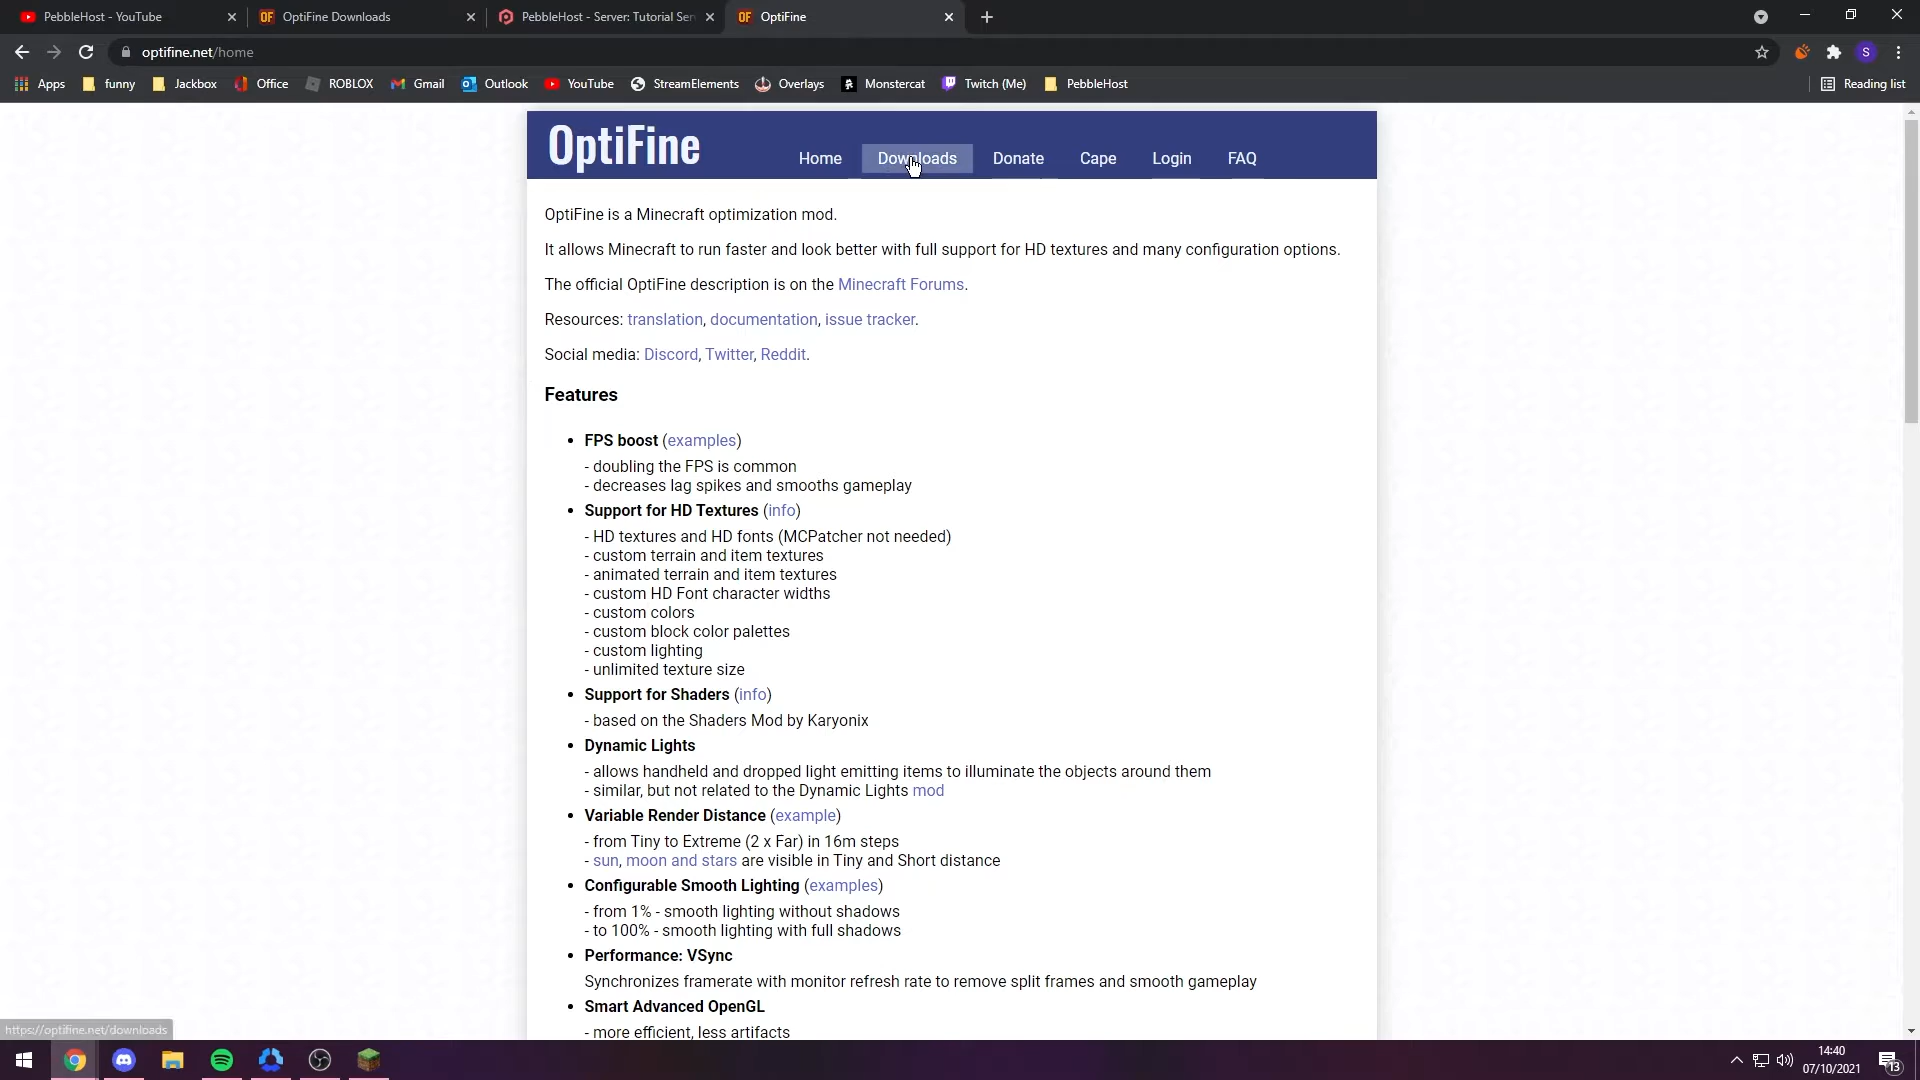 PebbleHost - YouTube
OptiFine Downloads
PebbleHost - Server: Tutorial Ser
OptiFine
optifine.net/home
Apps
funny
Jackbox
Office
ROBLOX
Gmail
Outlook
YouTube
StreamElements
Overlays
Monstercat
Twitch (Me)
PebbleHost
Reading list
OptiFine
Home
Downloads
Donate
Cape
Login
FAQ
OptiFine is a Minecraft optimization mod.
It allows Minecraft to run faster and look better with full support for HD textures and many configuration options.
The official OptiFine description is on the Minecraft Forums.
Resources: translation, documentation, issue tracker.
Social media: Discord, Twitter, Reddit.
Features
• FPS boost (examples)
- doubling the FPS is common
- decreases lag spikes and smooths gameplay
• Support for HD Textures (info)
- HD textures and HD fonts (MCPatcher not needed)
- custom terrain and item textures
- animated terrain and item textures
- custom HD Font character widths
- custom colors
- custom block color palettes
- custom lighting
- unlimited texture size
• Support for Shaders (info)
- based on the Shaders Mod by Karyonix
• Dynamic Lights
- allows handheld and dropped light emitting items to illuminate the objects around them
- similar, but not related to the Dynamic Lights mod
• Variable Render Distance (example)
- from Tiny to Extreme (2 x Far) in 16m steps
- sun, moon and stars are visible in Tiny and Short distance
• Configurable Smooth Lighting (examples)
- from 1% - smooth lighting without shadows
- to 100% - smooth lighting with full shadows
• Performance: VSync
Synchronizes framerate with monitor refresh rate to remove split frames and smooth gameplay
• Smart Advanced OpenGL
- more efficient, less artifacts
https://optifine.net/downloads
14:40
07/10/2021
13
S